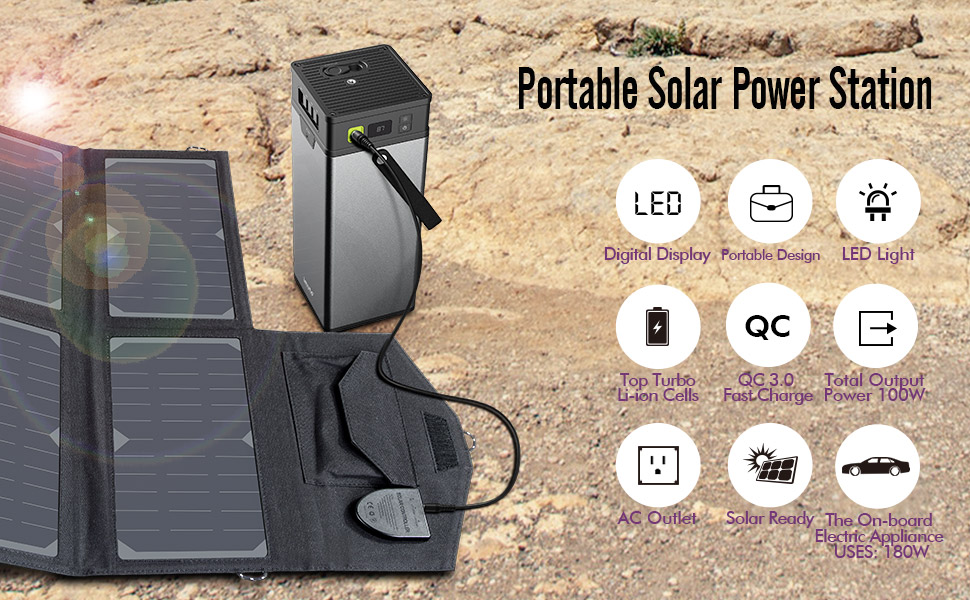 Portable Solar Power Station
LED
Digital Display
Portable Design
LED Light
QC
Top Turbo
Li-ion Cells
QC 3.0
Fast Charge
Total Output
Power 100W
AC Outlet
Solar Ready
The On-board
Electric Appliance
USES: 180W
87